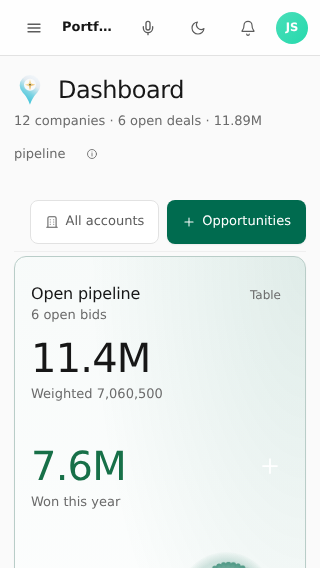 Portf...
JS
Dashboard
12 companies · 6 open deals · 11.89M
pipeline
All accounts
+ Opportunities
Open pipeline
Table
6 open bids
11.4M
Weighted 7,060,500
7.6M
Won this year